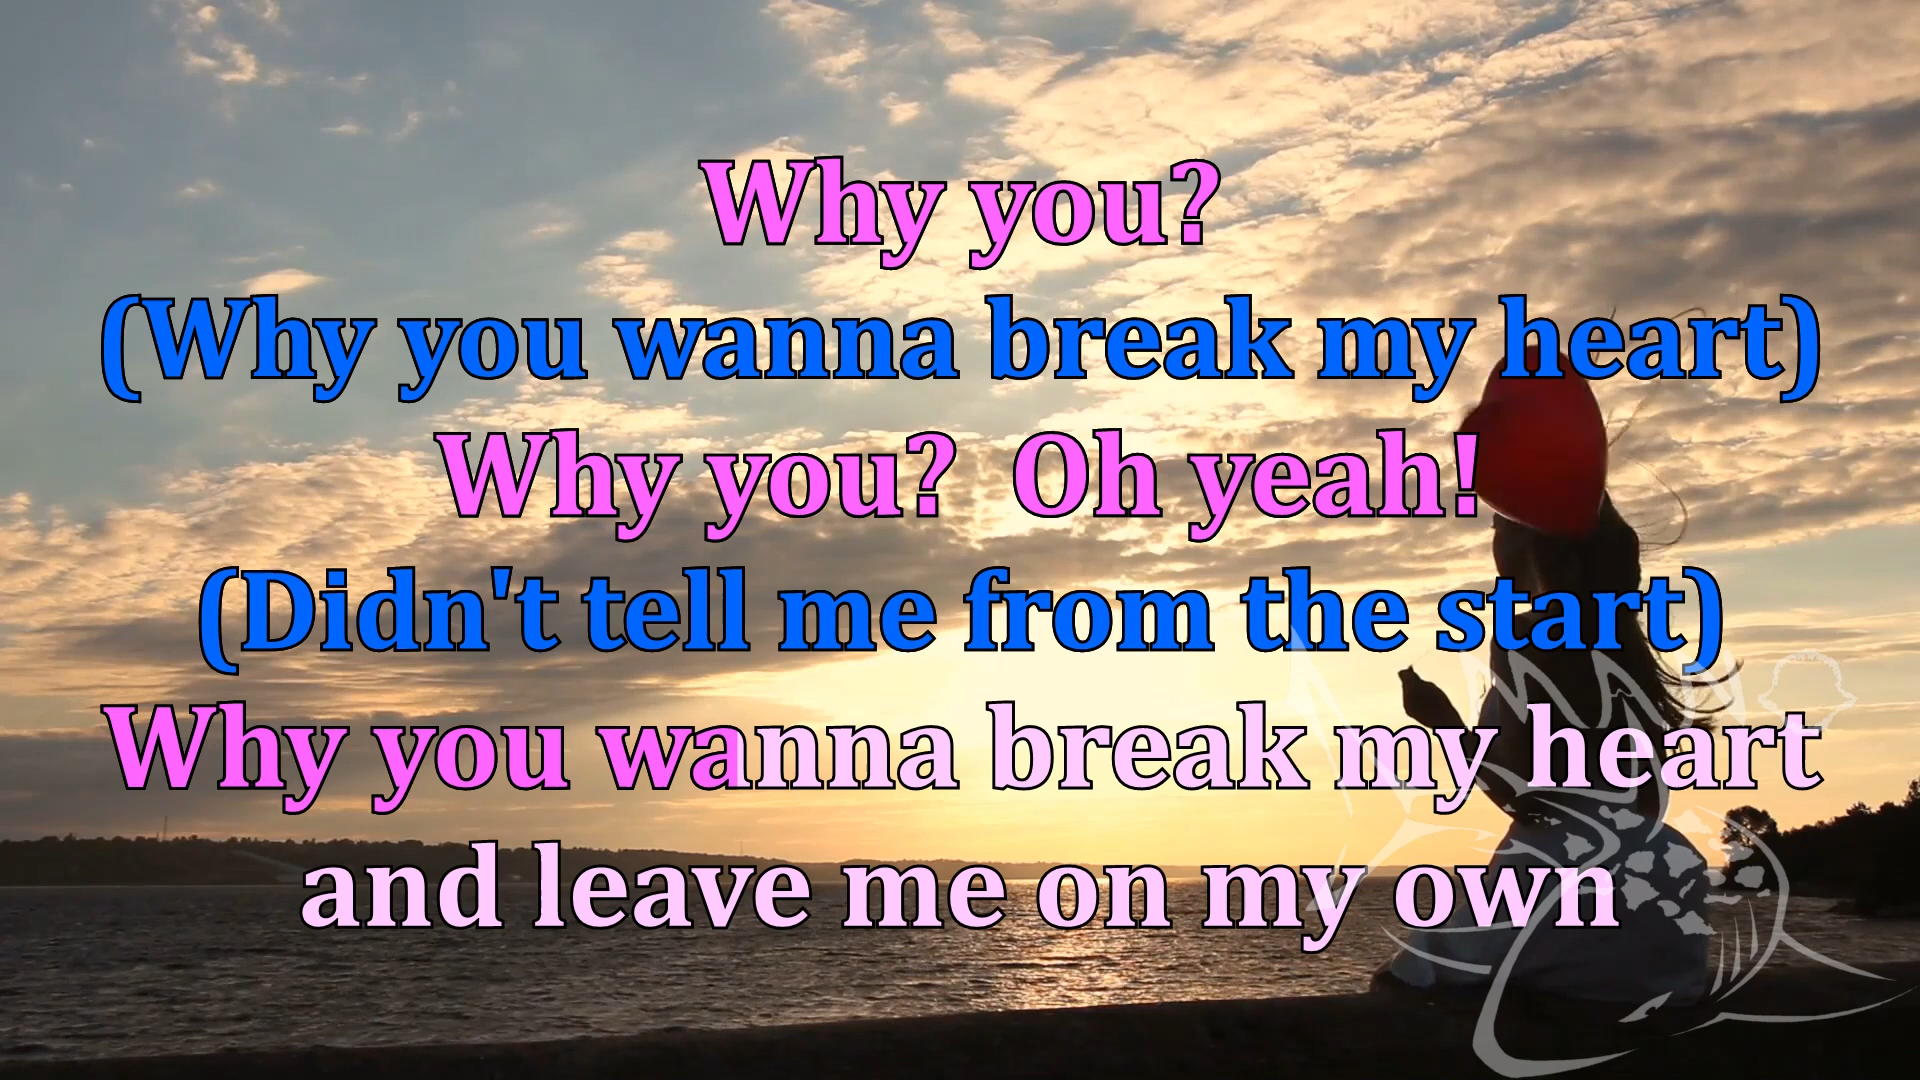 Why you?
(Why you wanna break my heart)
Why you?  Oh yeah!
(Didn't tell me from the start)
Why you wanna break my heart
and leave me on my own